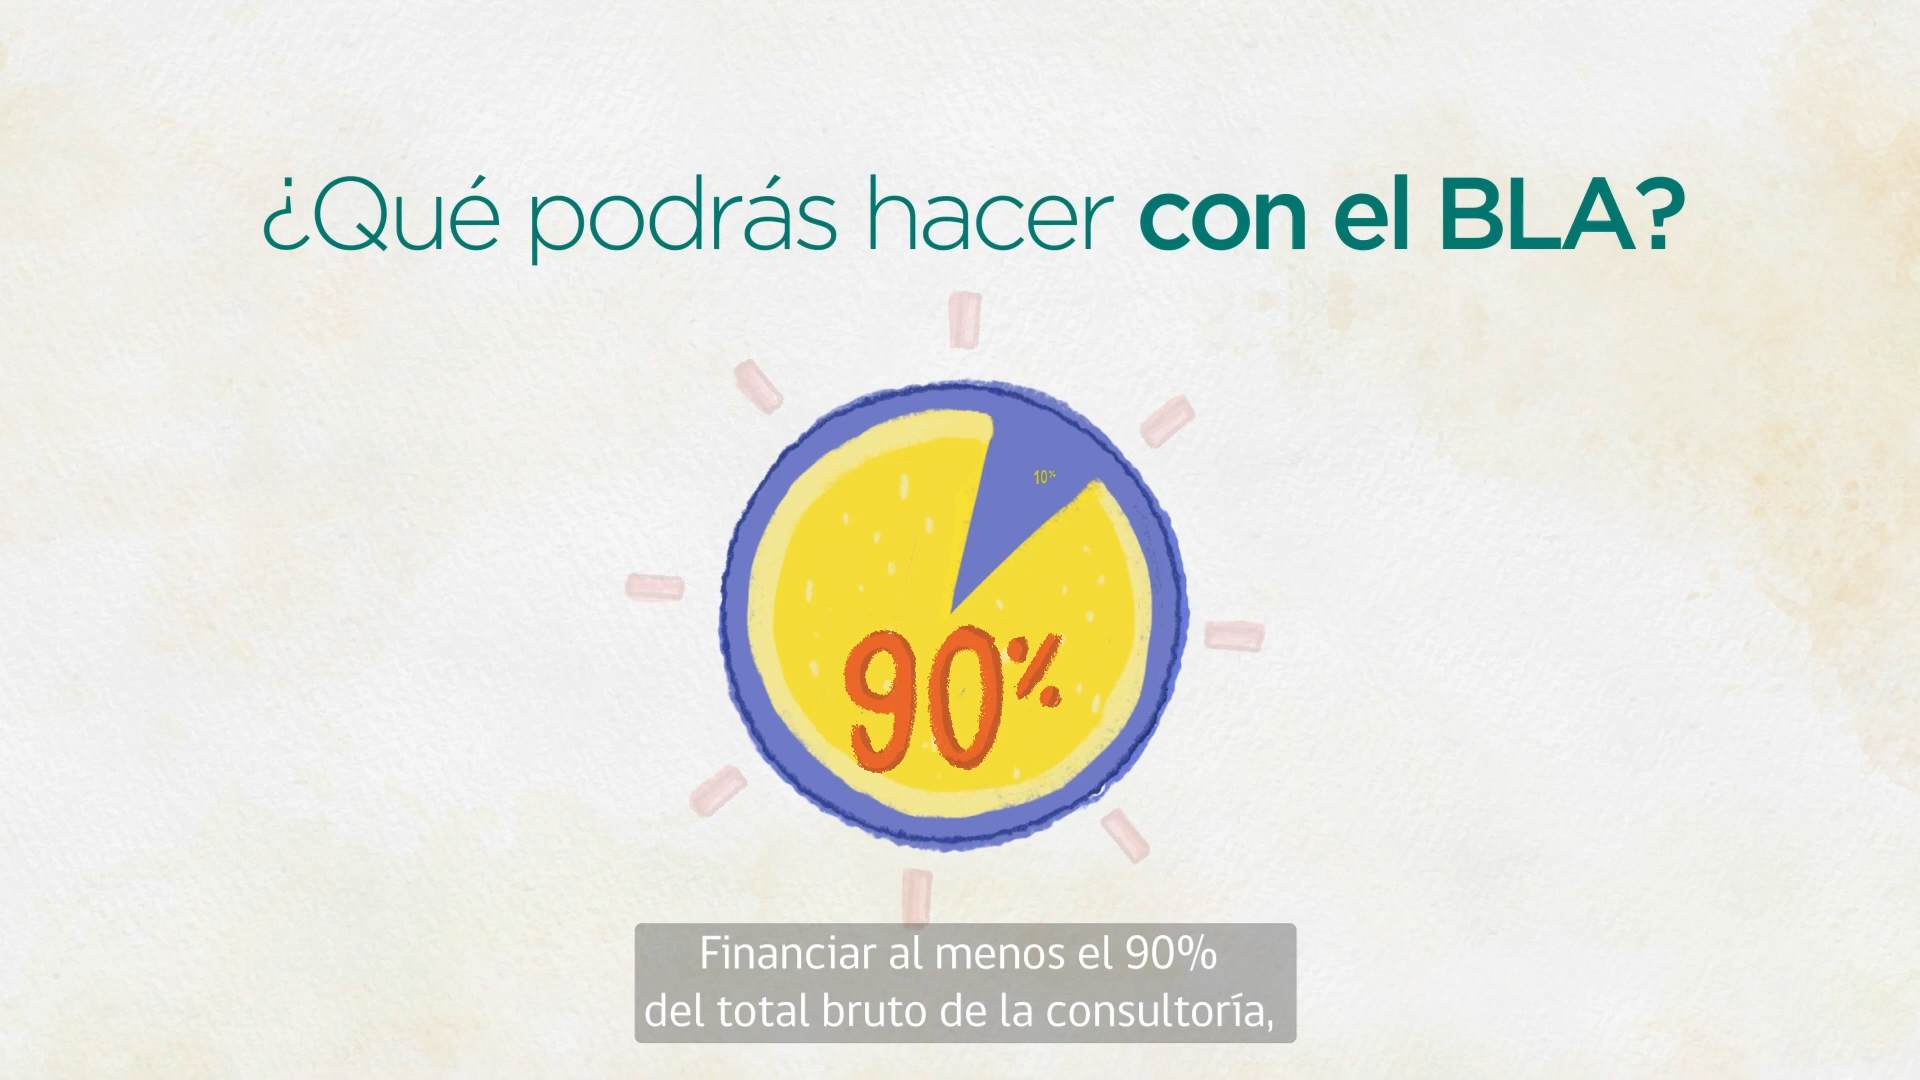 ¿Qué podrás hacer con el BLA?
10%
90%
Financiar al menos el 90%
del total bruto de la consultoría,